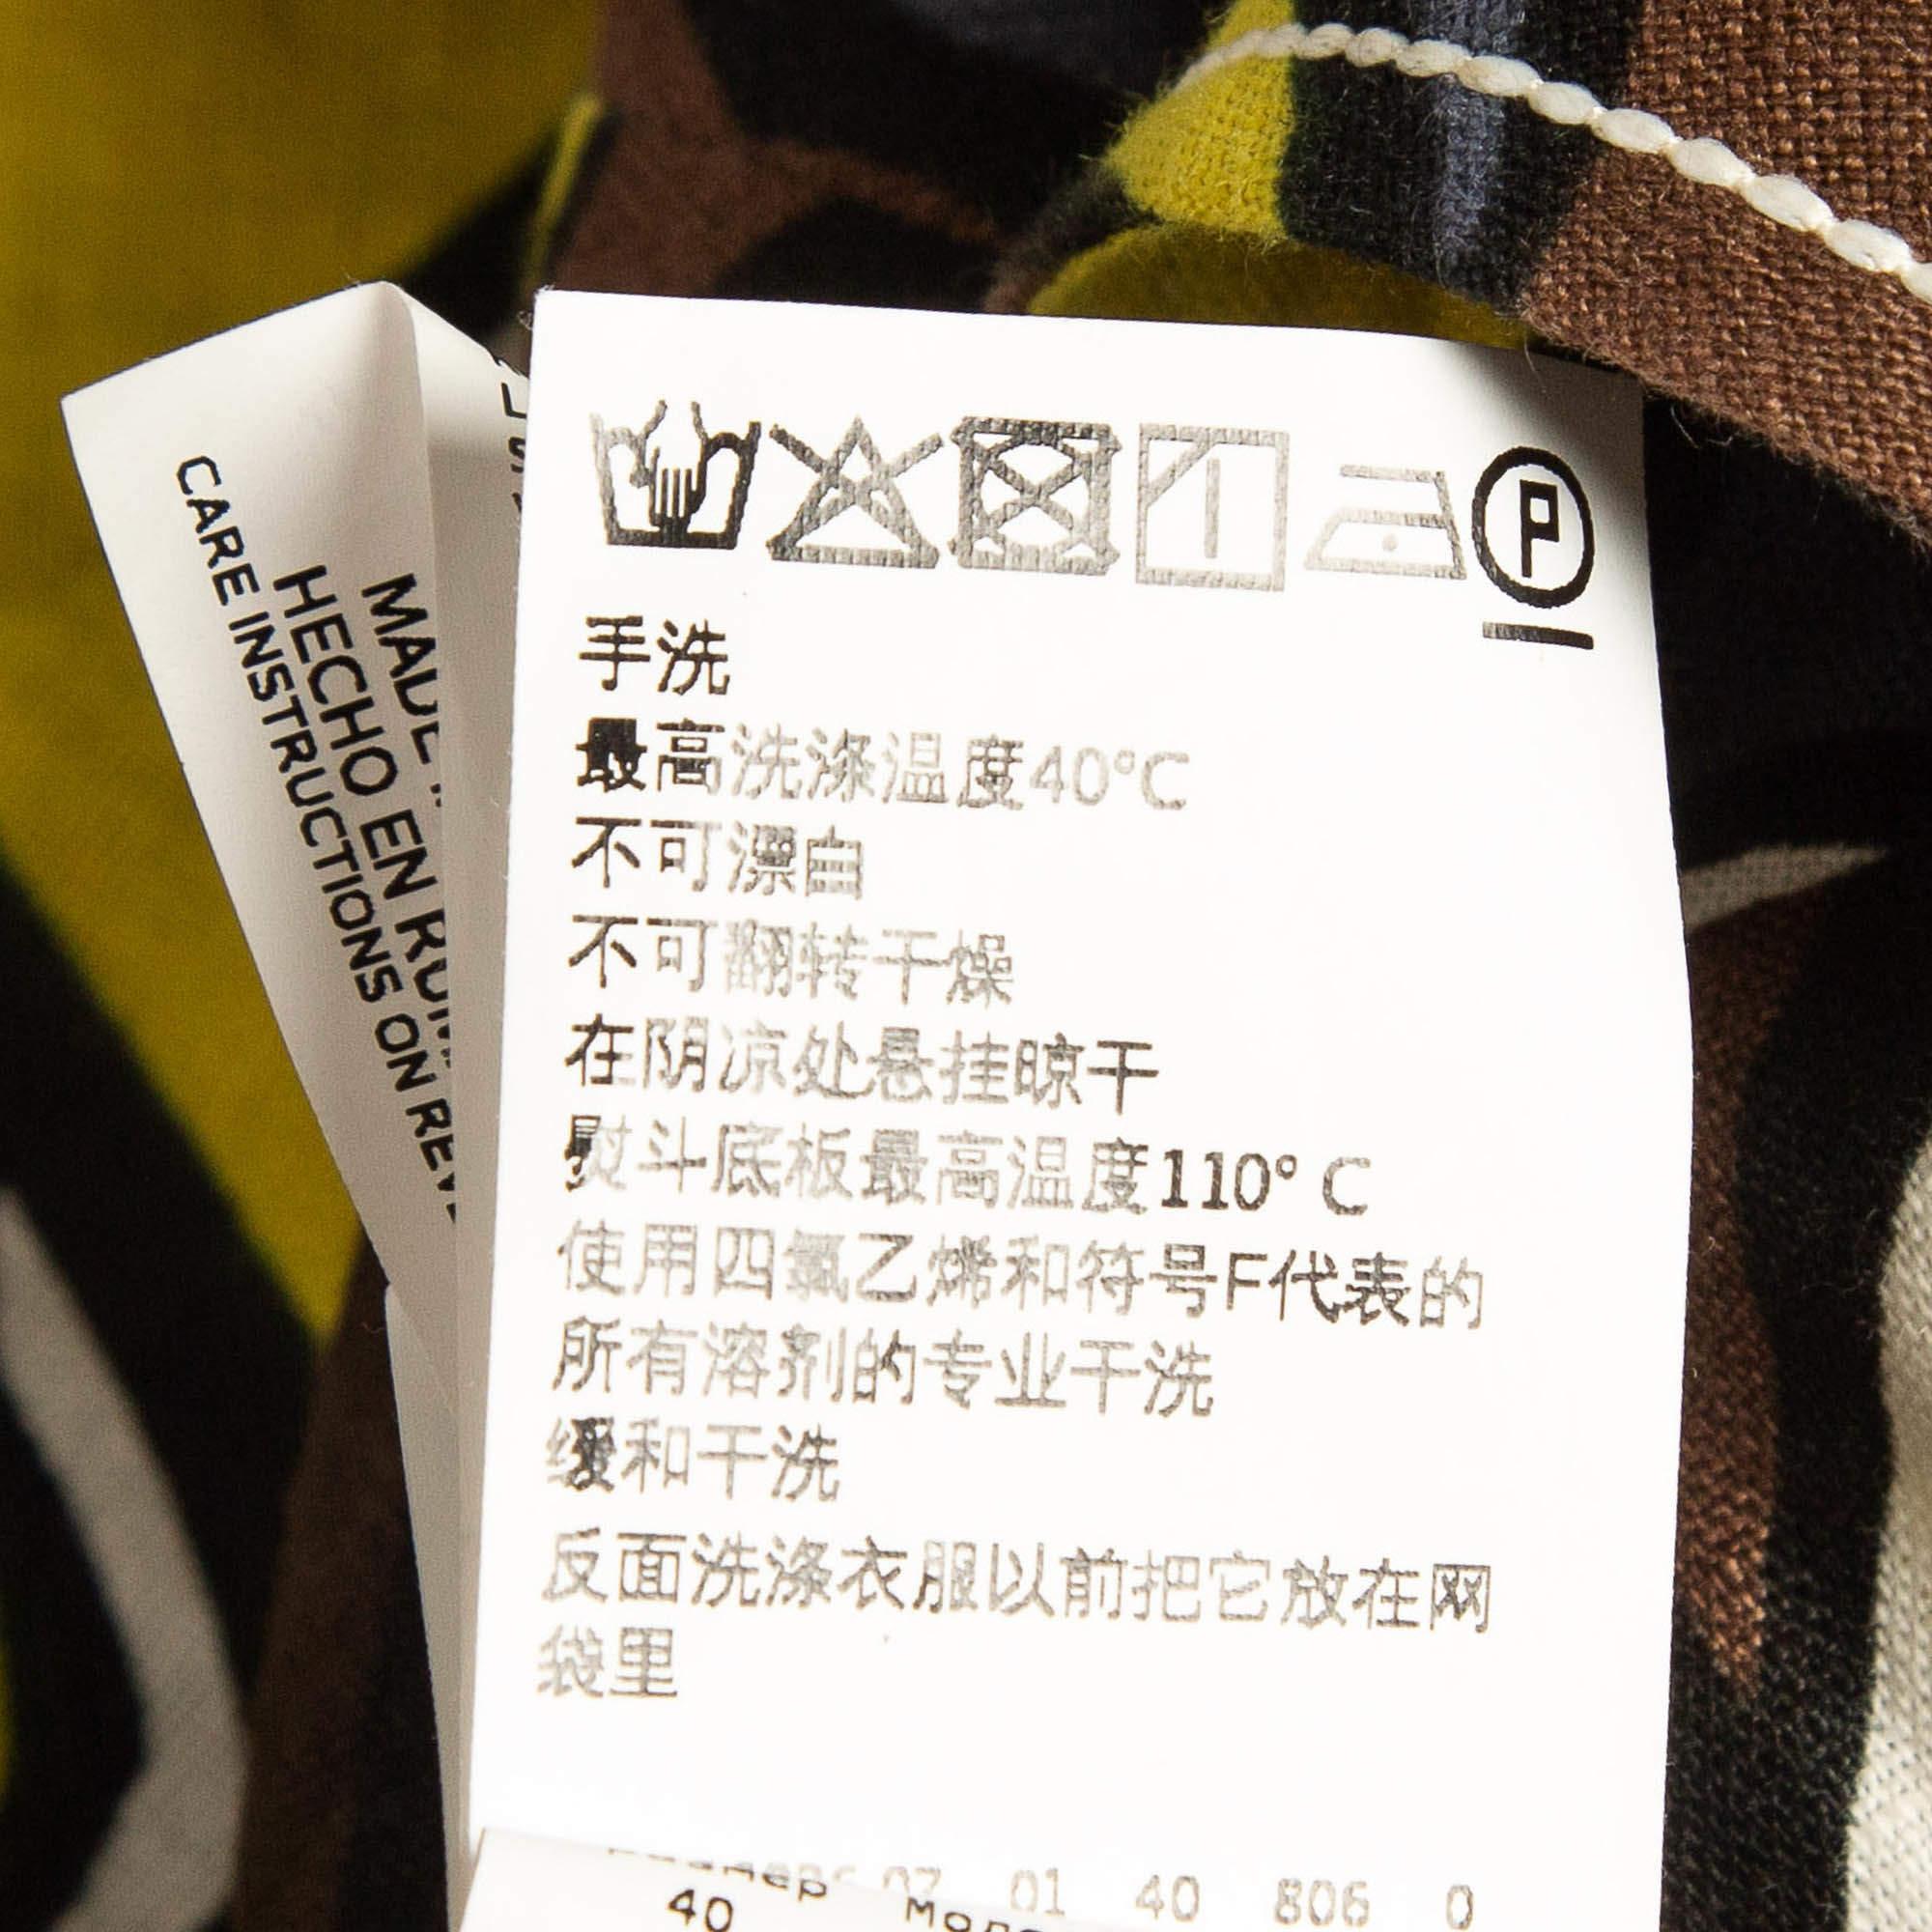 MADE
HECHO EN RUM
CARE INSTRUCTIONS ON REVE
P
手洗
最高洗涤温度40°C
不可漂白
不可翻转干燥
在阴凉处悬挂晾干
熨斗底板最高温度110° C
使用四氯乙烯和符号F代表的
所有溶剂的专业干洗
缓和干洗
反面洗涤衣服以前把它放在网
袋里
07 01 40 806 0
40